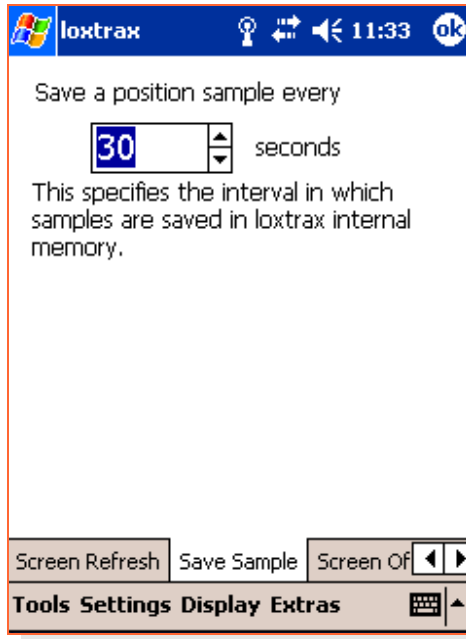 loxtrax 11:33 ok
Save a position sample every
30 seconds
This specifies the interval in which
samples are saved in loxtrax internal
memory.
Screen Refresh Save Sample Screen Of
Tools Settings Display Extras